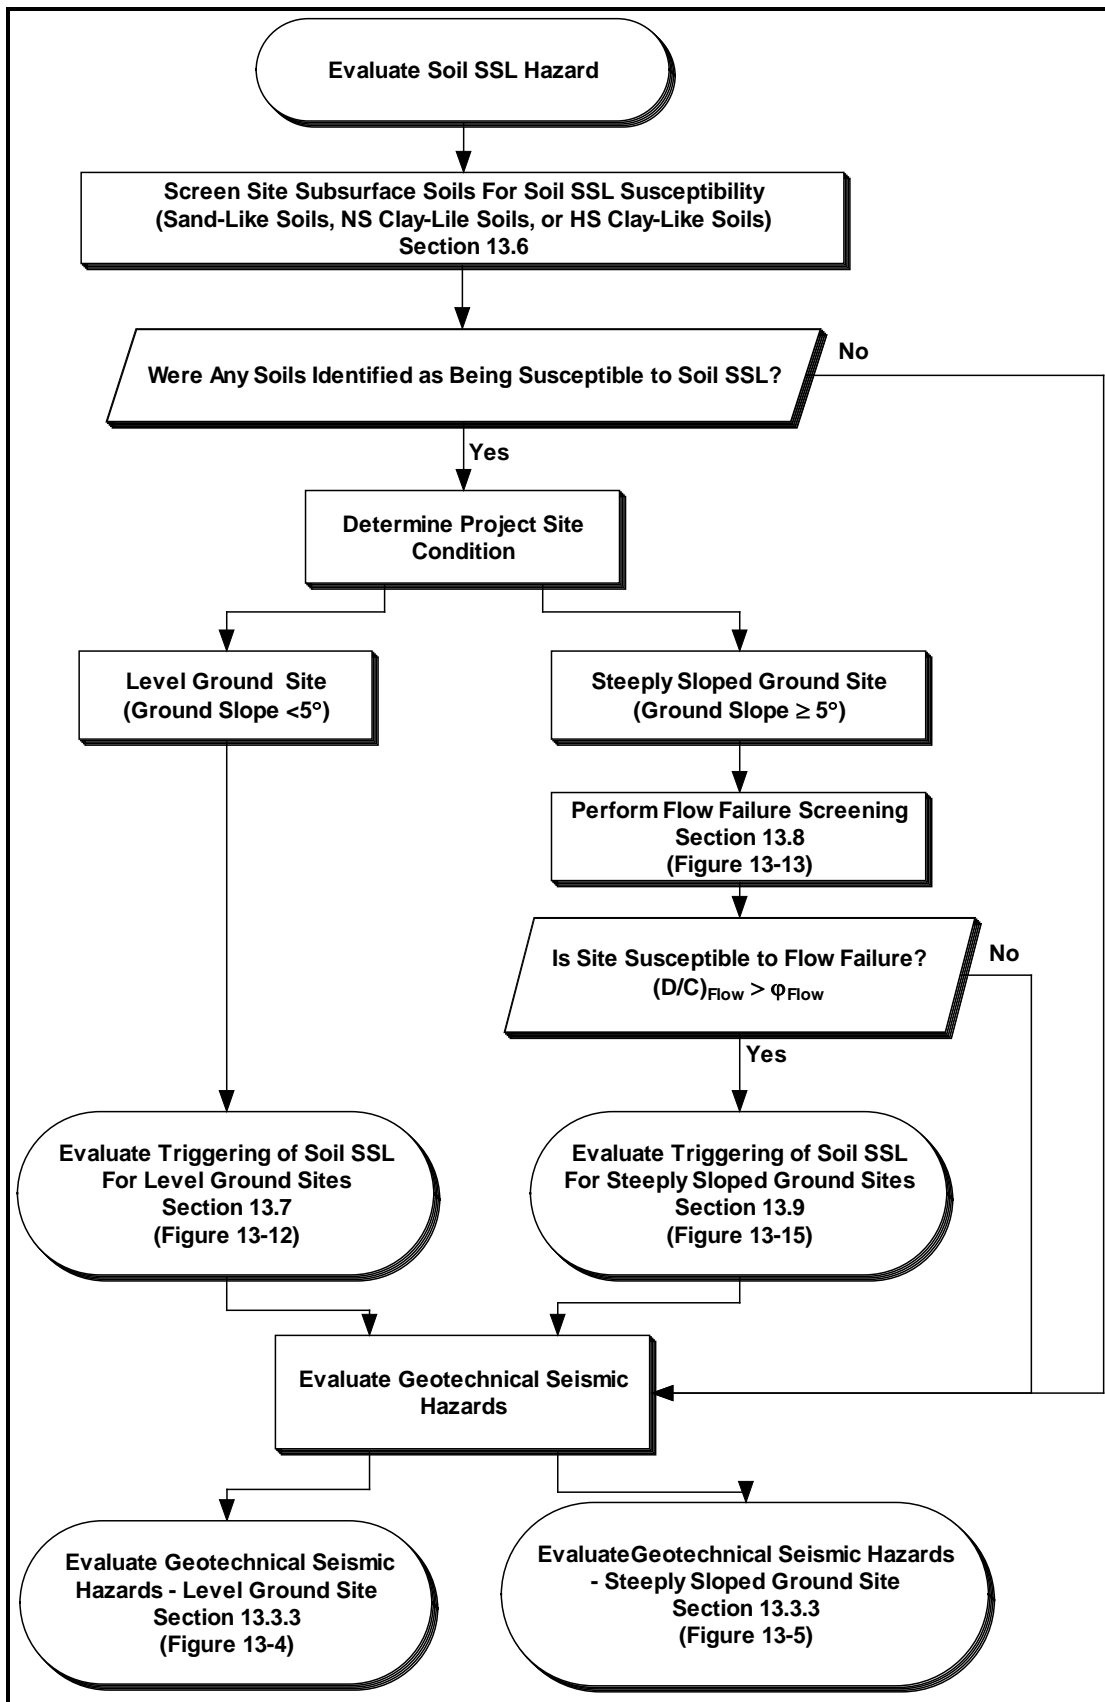 Evaluate Soil SSL Hazard
Screen Site Subsurface Soils For Soil SSL Susceptibility
(Sand-Like Soils, NS Clay-Lile Soils, or HS Clay-Like Soils)
Section 13.6
Were Any Soils Identified as Being Susceptible to Soil SSL?
No
Yes
Determine Project Site
Condition
Level Ground Site
(Ground Slope <5°)
Steeply Sloped Ground Site
(Ground Slope ≥ 5°)
Perform Flow Failure Screening
Section 13.8
(Figure 13-13)
Is Site Susceptible to Flow Failure?
(D/C)Flow > φFlow
No
Yes
Evaluate Triggering of Soil SSL
For Level Ground Sites
Section 13.7
(Figure 13-12)
Evaluate Triggering of Soil SSL
For Steeply Sloped Ground Sites
Section 13.9
(Figure 13-15)
Evaluate Geotechnical Seismic
Hazards
Evaluate Geotechnical Seismic
Hazards - Level Ground Site
Section 13.3.3
(Figure 13-4)
EvaluateGeotechnical Seismic Hazards
- Steeply Sloped Ground Site
Section 13.3.3
(Figure 13-5)